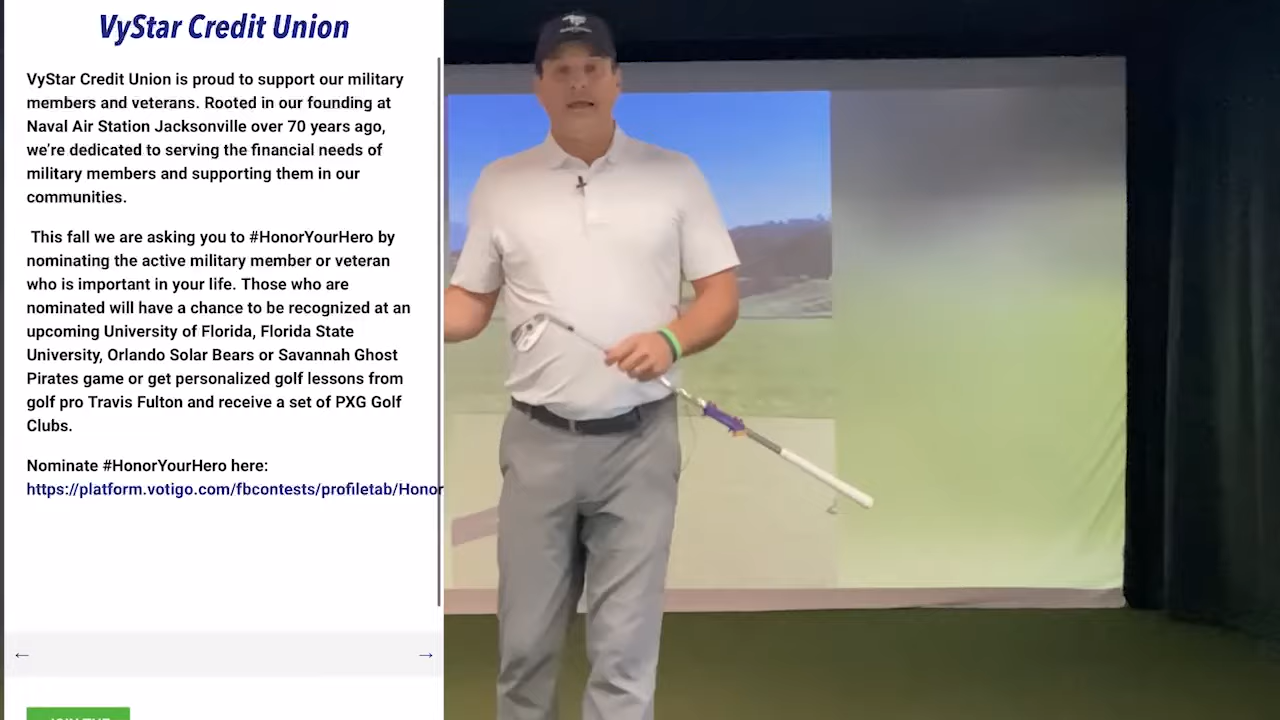 VyStar Credit Union
VyStar Credit Union is proud to support our military
members and veterans. Rooted in our founding at
Naval Air Station Jacksonville over 70 years ago,
we're dedicated to serving the financial needs of
military members and supporting them in our
communities.
This fall we are asking you to #HonorYourHero by
nominating the active military member or veteran
who is important in your life. Those who are
nominated will have a chance to be recognized at an
upcoming University of Florida, Florida State
University, Orlando Solar Bears or Savannah Ghost
Pirates game or get personalized golf lessons from
golf pro Travis Fulton and receive a set of PXG Golf
Clubs.
Nominate #HonorYourHero here:
https://platform.votigo.com/fbcontests/profiletab/Honor
← →
JOIN THE